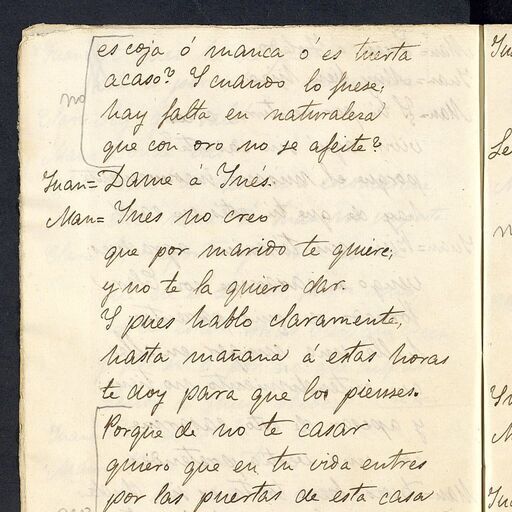 es coja ó manca ó es tuerta
acaso? Y cuando lo fuese,
no
hay falta en naturaleza
que con oro no se afeite?
Juan= Dame á Inés.
Man= Ines no creo
que por marido te quiere,
y no te la quiero dar.
Y pues hablo claramente,
hasta mañana á estas horas
te doy para que lo pienses.
Porque de no te casar
quiero que en tu vida entres
por las puertas de esta casa